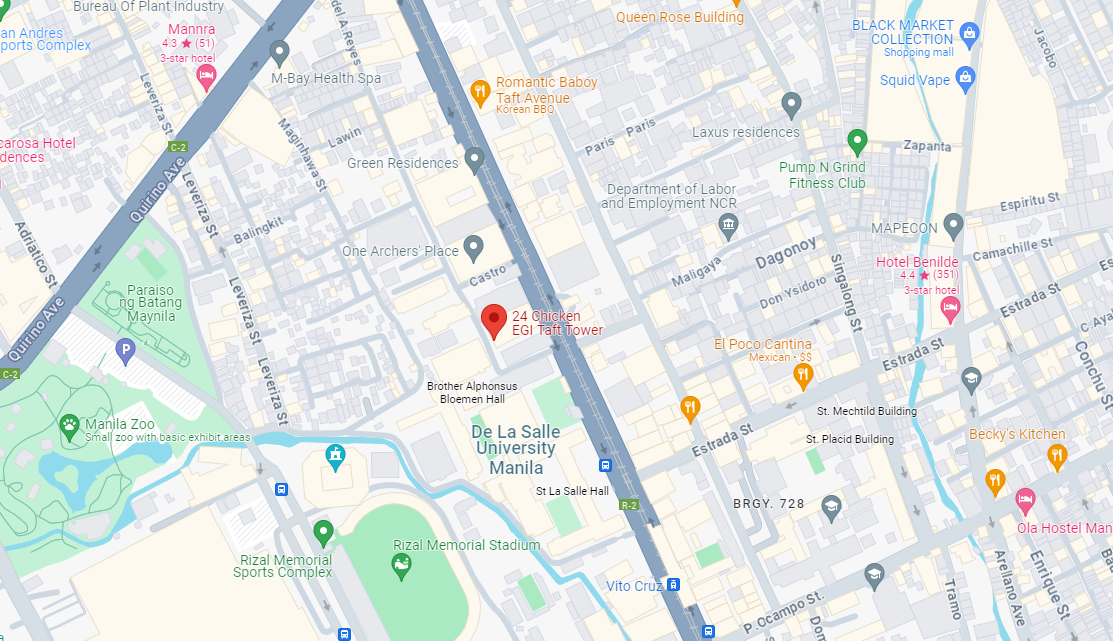 Bureau Of Plant Industry
Mannra
4.3 ★ (51)
3-star hotel
an Andres
ports Complex
M-Bay Health Spa
del A.Reyes
Queen Rose Building
BLACK MARKET
COLLECTION
Shopping mall
Squid Vape
Jacobo
Romantic Baboy
Taft Avenue
Korean BBQ
Leveriza St
Maginhawa St
Lawin
C-2
Green Residences
Paris
Paris
Laxus residences
Pump N Grind
Fitness Club
Zapanta
carosa Hotel
dences
Quirino Ave
Leveriza St
Balingkit
Department of Labor
and Employment NCR
Espiritu St
MAPECON
Adriatico St
One Archers' Place
Castro
Maligaya
Dagonoy
Don Ysidoro
Singalong St
Camachille St
Hotel Benilde
4.4 ★ (351)
3-star hotel
Estrada St
Es
Paraiso
ng Batang
Maynila
Leveriza St
24 Chicken
EGI Taft Tower
C Ayal
Quirino Ave
P
C-2
El Poco Cantina
Mexican • $$
Estrada St
Conchu St
Leveriza St
Brother Alphonsus
Bloemen Hall
Manila Zoo
Small zoo with basic exhibit areas
De La Salle
University
Manila
Estrada St
St. Mechtild Building
St. Placid Building
Becky's Kitchen
St La Salle Hall
R-2
BRGY. 728
Ola Hostel Man
Rizal Memorial
Sports Complex
Rizal Memorial Stadium
Vito Cruz
P. Ocampo St.
Don
Tramo
Arellano Ave
Enrique St
a